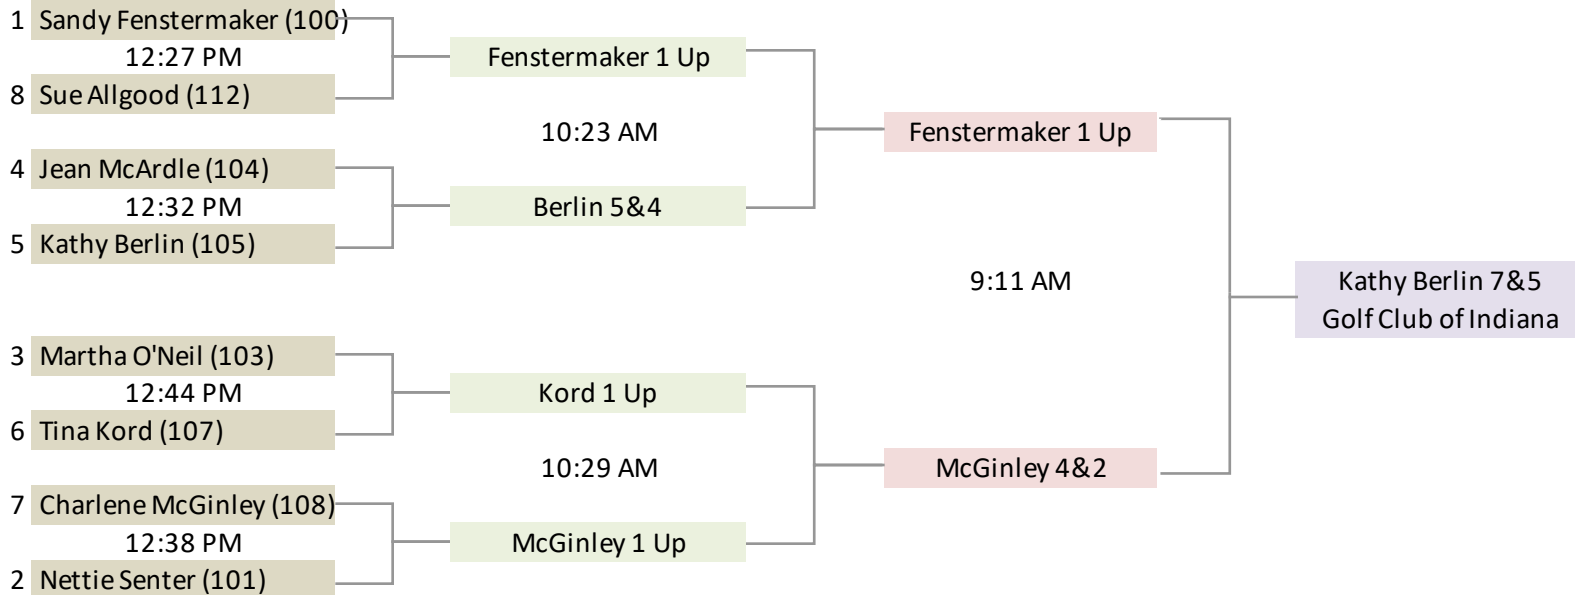 1 Sandy Fenstermaker (100)
12:27 PM
8 Sue Allgood (112)
4 Jean McArdle (104)
12:32 PM
5 Kathy Berlin (105)
3 Martha O'Neil (103)
12:44 PM
6 Tina Kord (107)
7 Charlene McGinley (108)
12:38 PM
2 Nettie Senter (101)
Fenstermaker 1 Up
10:23 AM
Berlin 5&4
Kord 1 Up
10:29 AM
McGinley 1 Up
Fenstermaker 1 Up
9:11 AM
McGinley 4&2
Kathy Berlin 7&5
Golf Club of Indiana